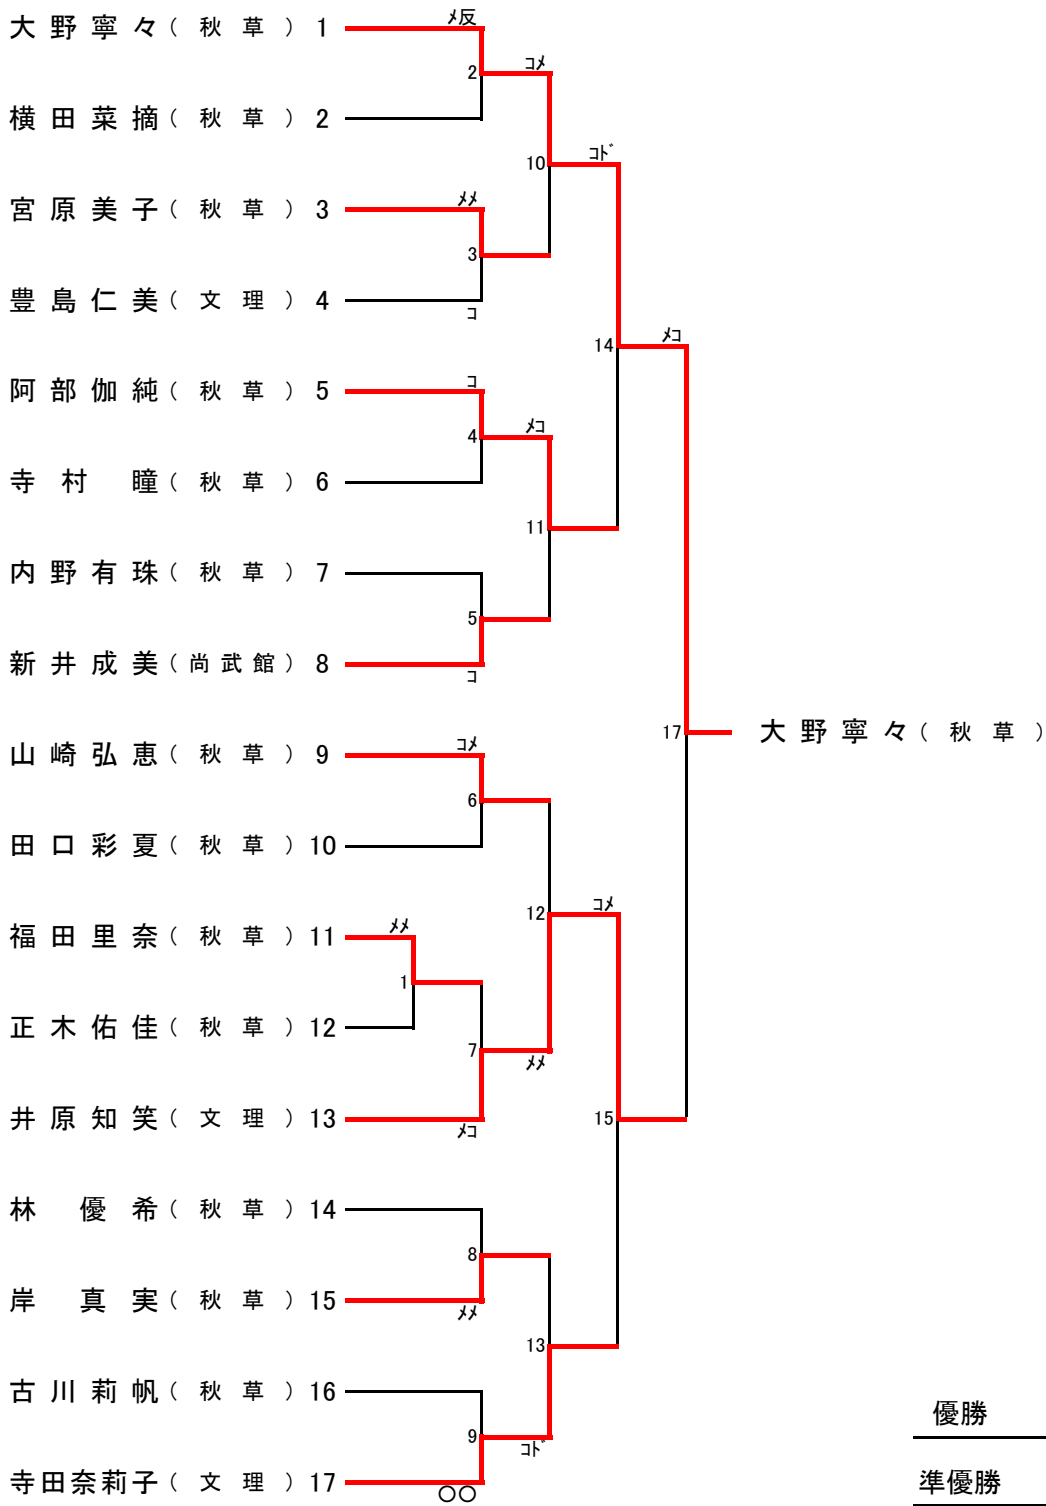 大野寧々（秋草）1
ﾒ反
2
ｺﾒ
横田菜摘（秋草）2
10
ｺﾄﾞ
宮原美子（秋草）3
ﾒﾒ
3
豊島仁美（文理）4
ｺ
14
ﾒｺ
阿部伽純（秋草）5
ｺ
4
ﾒｺ
寺村　瞳（秋草）6
11
内野有珠（秋草）7
5
新井成美（尚武館）8
ｺ
17
大野寧々（秋草）
山崎弘恵（秋草）9
ｺﾒ
6
田口彩夏（秋草）10
12
ｺﾒ
福田里奈（秋草）11
ﾒﾒ
1
正木佑佳（秋草）12
7
ﾒﾒ
井原知笑（文理）13
ﾒｺ
15
林　優希（秋草）14
8
岸　真実（秋草）15
ﾒﾒ
13
古川莉帆（秋草）16
9
ｺﾄﾞ
寺田奈莉子（文理）17
○○
優勝
準優勝